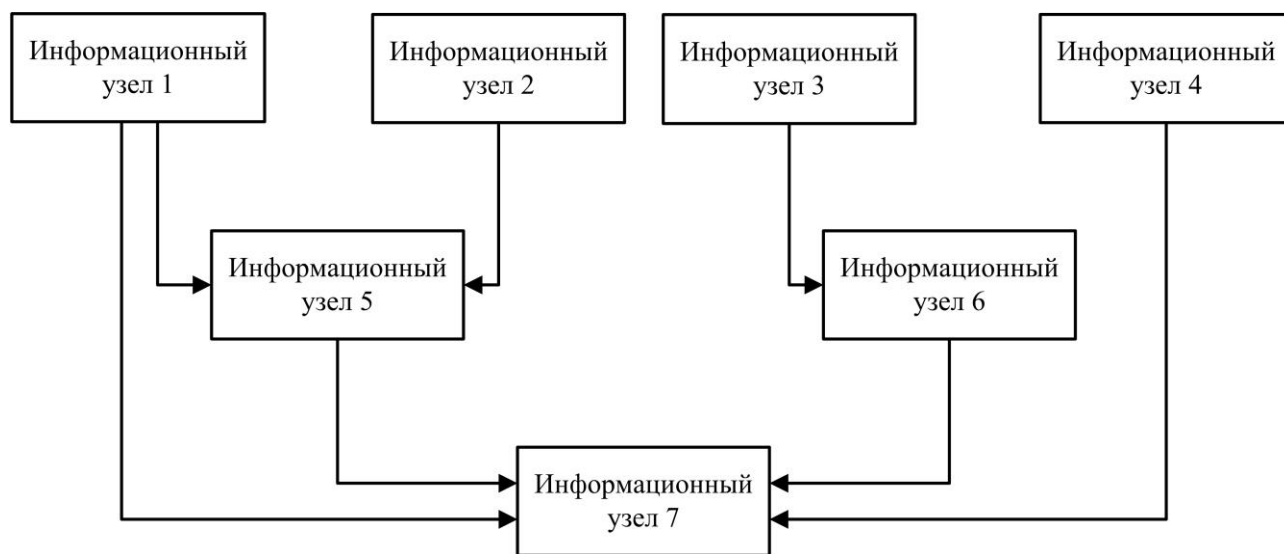 Информационный
узел 1
Информационный
узел 2
Информационный
узел 3
Информационный
узел 4
Информационный
узел 5
Информационный
узел 6
Информационный
узел 7